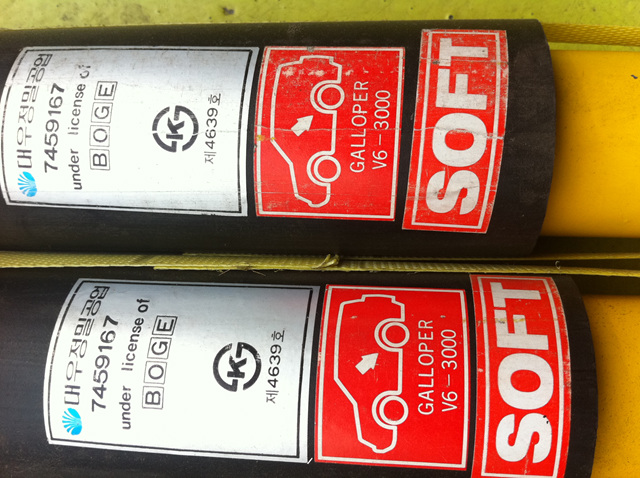 대우정밀공업
7459167
under license of
BOGE
제4639호
GALLOPER
V6-3000
SOFT
대우정밀공업
7459167
under license of
BOGE
제4639호
GALLOPER
V6-3000
SOFT